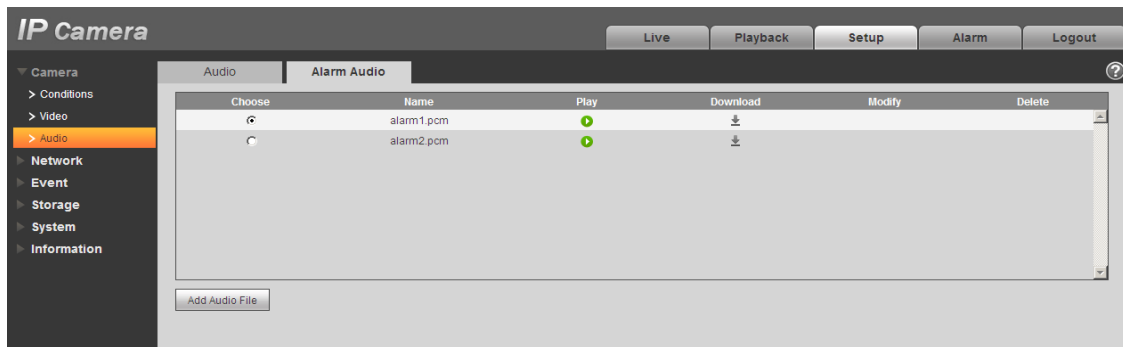 IP Camera
Live Playback Setup Alarm Logout
Camera
> Conditions
> Video
> Audio
Network
Event
Storage
System
Information
Audio Alarm Audio
?
Choose Name Play Download Modify Delete
alarm1.pcm
alarm2.pcm
Add Audio File